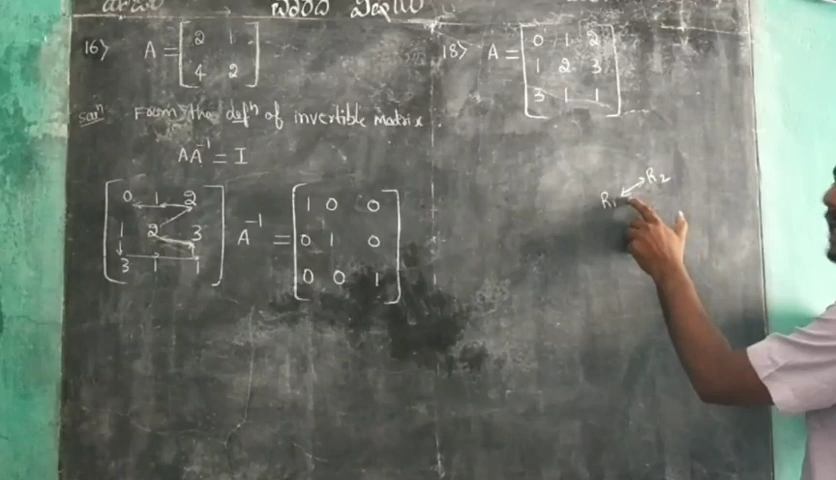 16> A = [ 2 1
4 2 ]
Sol^n From the def^n of invertible matrix
AA^-1 = I
[ 0 1 2
1 2 3
3 1 1 ] A^-1 = [ 1 0 0
0 1 0
0 0 1 ]
18> A = [ 0 1 2
1 2 3
3 1 1 ]
R₁ ↔ R₂